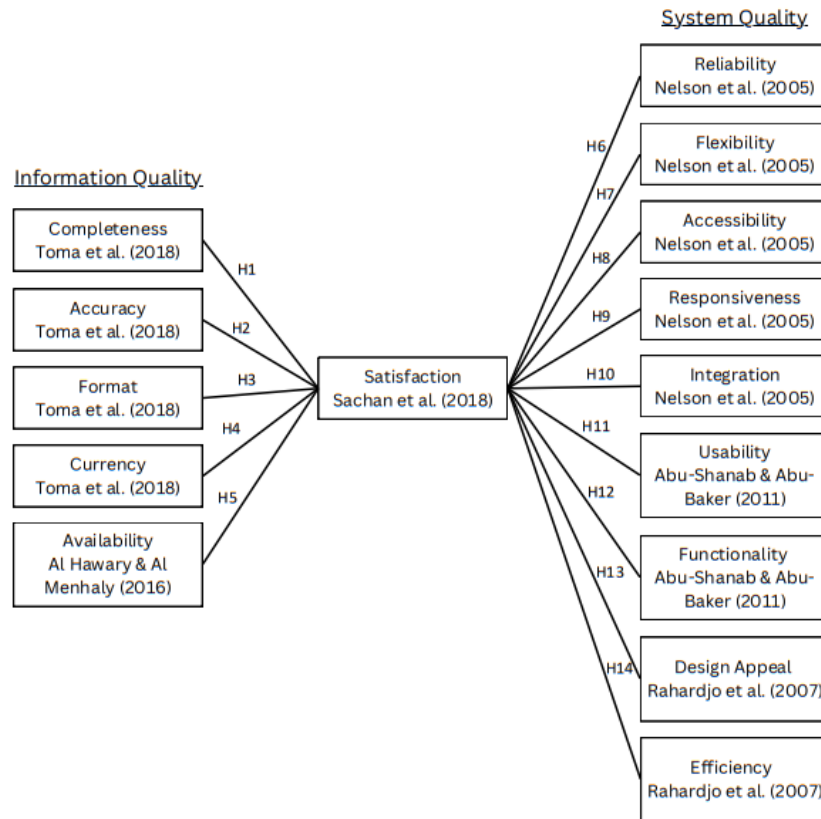 System Quality
Reliability
Nelson et al. (2005)
H6
Flexibility
Nelson et al. (2005)
H7
Information Quality
Accessibility
Nelson et al. (2005)
H8
Completeness
Toma et al. (2018)
H1
Responsiveness
Nelson et al. (2005)
H9
Accuracy
Toma et al. (2018)
H2
Integration
Nelson et al. (2005)
H10
Satisfaction
Sachan et al. (2018)
Format
Toma et al. (2018)
H3
H4
H11
Usability
Abu-Shanab & Abu-
Baker (2011)
Currency
Toma et al. (2018)
H5
H12
Availability
Al Hawary & Al
Menhaly (2016)
Functionality
Abu-Shanab & Abu-
Baker (2011)
H13
H14
Design Appeal
Rahardjo et al. (2007)
Efficiency
Rahardjo et al. (2007)